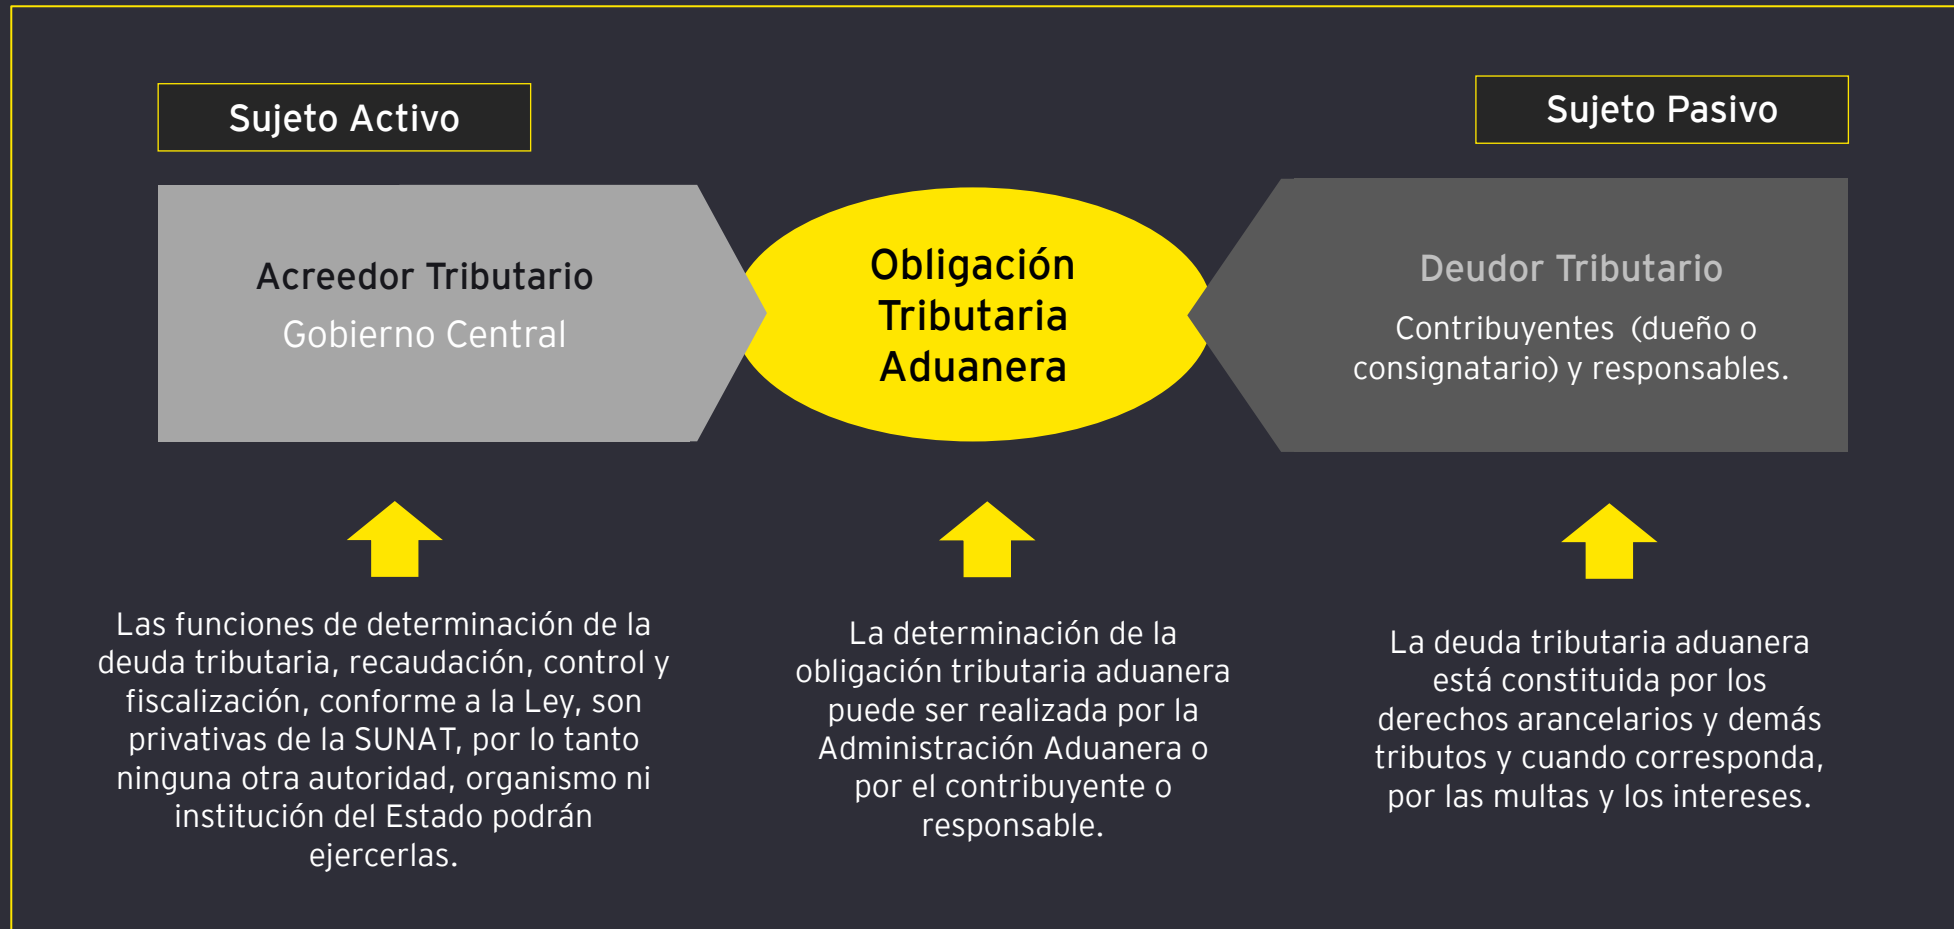 Sujeto Activo
Sujeto Pasivo
Acreedor Tributario
Gobierno Central
Obligación
Tributaria
Aduanera
Deudor Tributario
Contribuyentes (dueño o
consignatario) y responsables.
Las funciones de determinación de la
deuda tributaria, recaudación, control y
fiscalización, conforme a la Ley, son
privativas de la SUNAT, por lo tanto
ninguna otra autoridad, organismo ni
institución del Estado podrán
ejercerlas.
La determinación de la
obligación tributaria aduanera
puede ser realizada por la
Administración Aduanera o
por el contribuyente o
responsable.
La deuda tributaria aduanera
está constituida por los
derechos arancelarios y demás
tributos y cuando corresponda,
por las multas y los intereses.